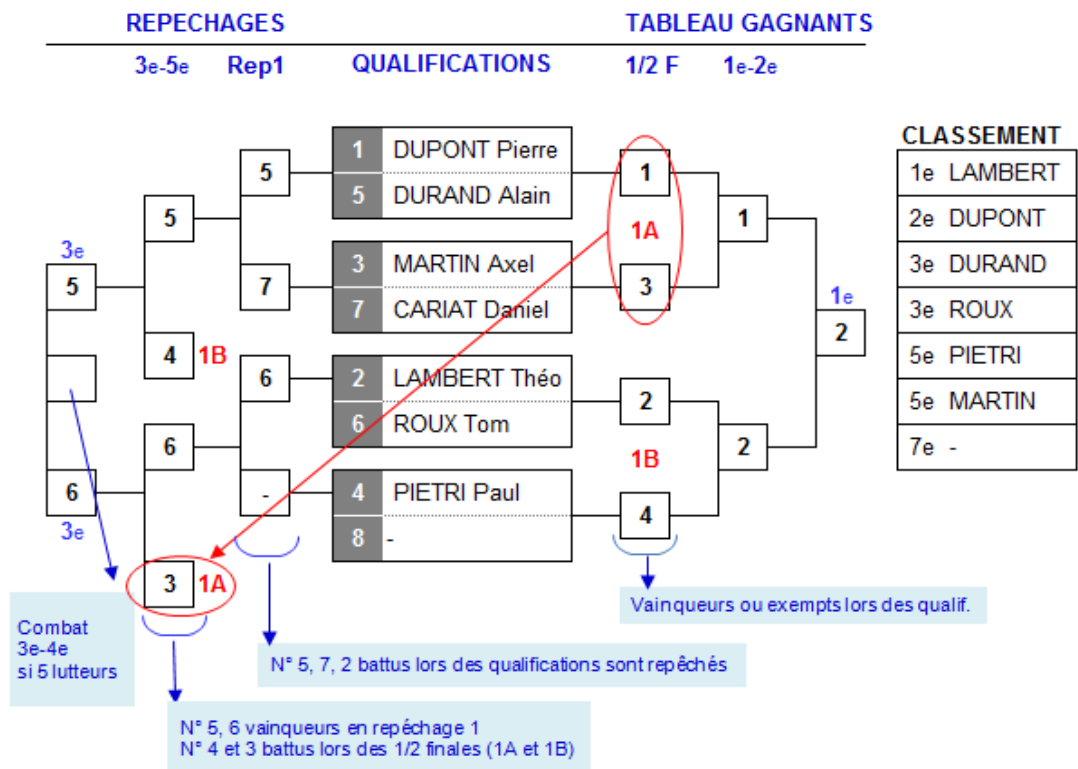 REPECHAGES TABLEAU GAGNANTS
3e-5e Rep1 QUALIFICATIONS 1/2 F 1e-2e
1 DUPONT Pierre
5 DURAND Alain
3 MARTIN Axel
7 CARIAT Daniel
2 LAMBERT Théo
6 ROUX Tom
4 PIETRI Paul
8 -
5
7
6
-
5
4 1B
6
3 1A
3e
5
6
3e
1
1A
3
2
1B
4
1
2
1e
2
CLASSEMENT
1e LAMBERT
2e DUPONT
3e DURAND
3e ROUX
5e PIETRI
5e MARTIN
7e -
Combat
3e-4e
si 5 lutteurs
Vainqueurs ou exempts lors des qualif.
N° 5, 7, 2 battus lors des qualifications sont repêchés
N° 5, 6 vainqueurs en repéchage 1
N° 4 et 3 battus lors des 1/2 finales (1A et 1B)